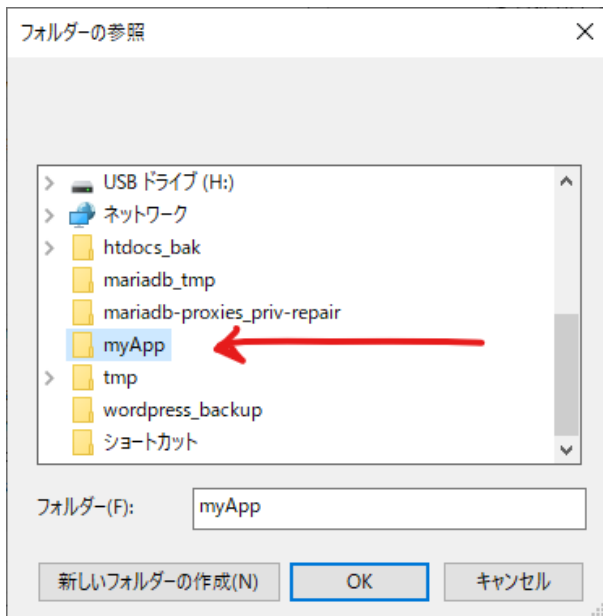 フォルダーの参照
USB ドライブ (H:)
ネットワーク
htdocs_bak
mariadb_tmp
mariadb-proxies_priv-repair
myApp
tmp
wordpress_backup
ショートカット
フォルダー(F):
myApp
新しいフォルダーの作成(N)
OK
キャンセル